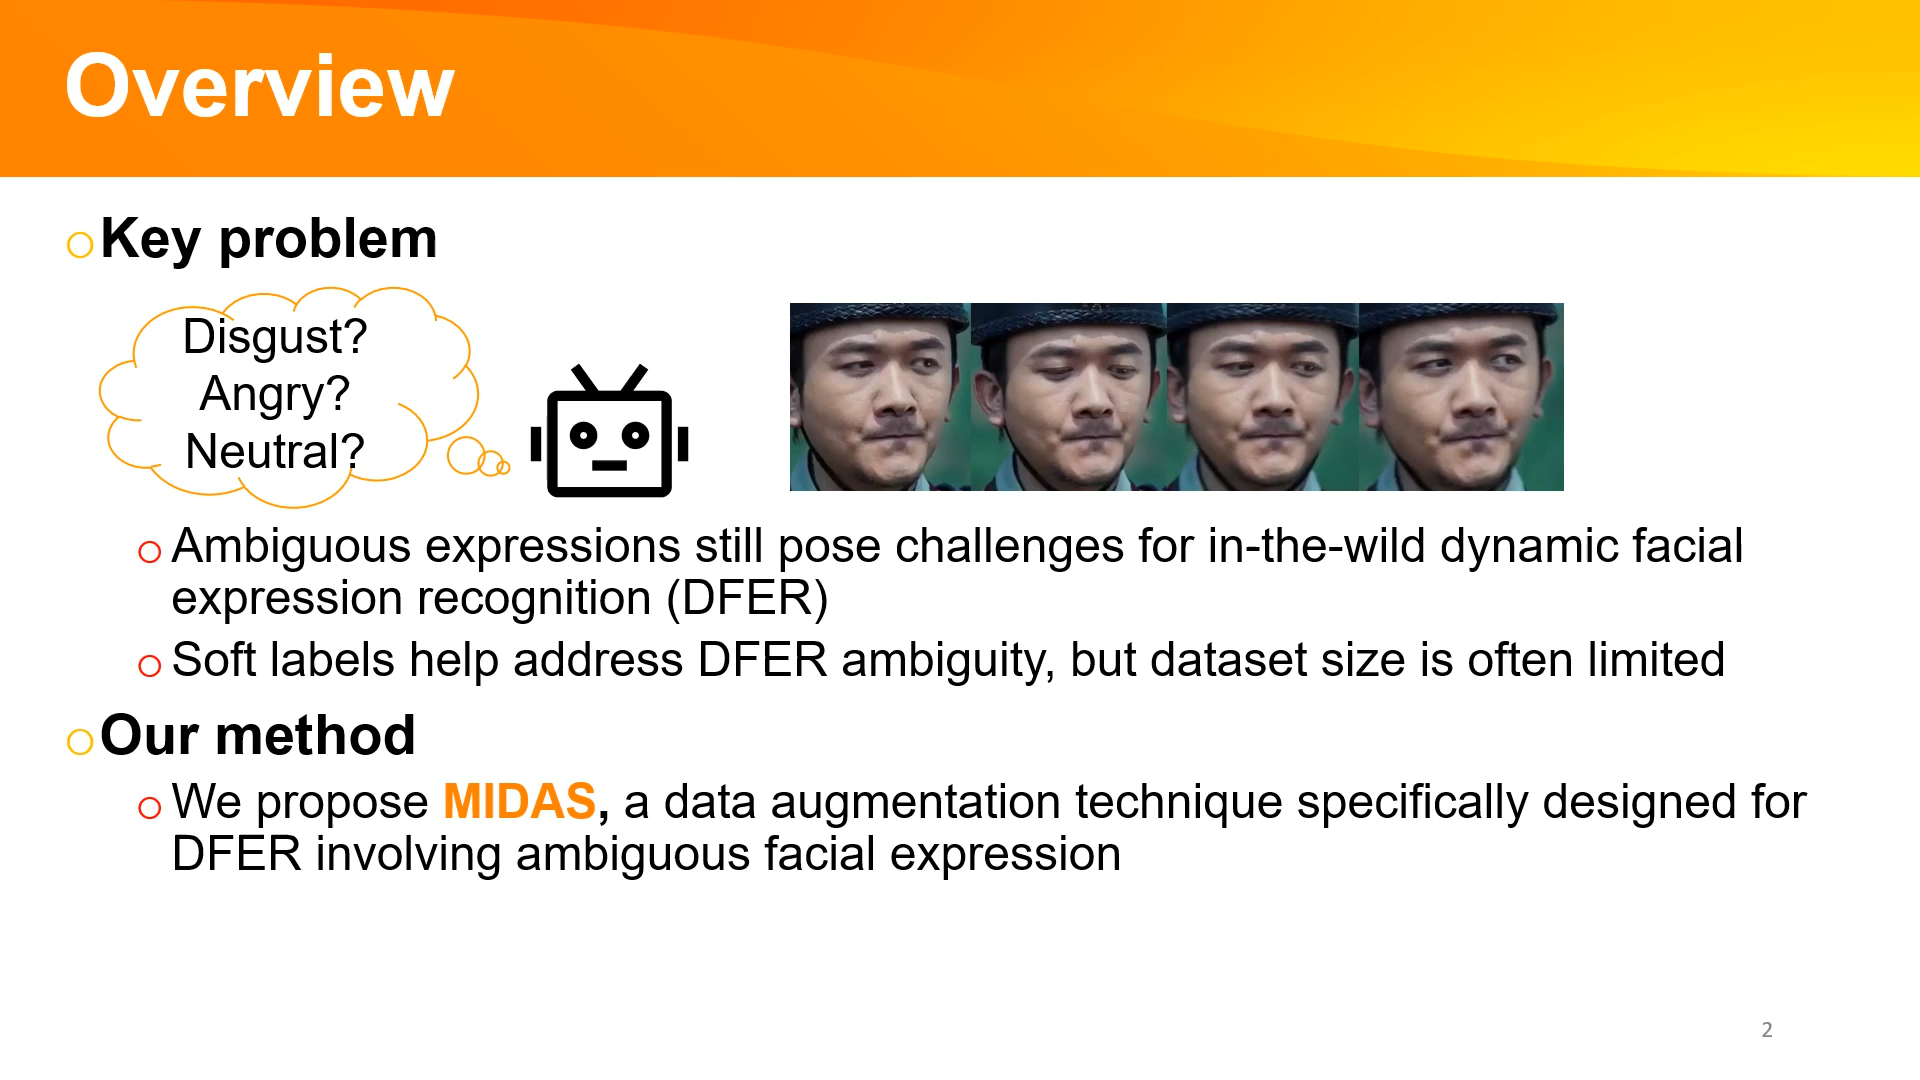 Overview
Key problem
Disgust?
Angry?
Neutral?
Ambiguous expressions still pose challenges for in-the-wild dynamic facial
expression recognition (DFER)
Soft labels help address DFER ambiguity, but dataset size is often limited
Our method
We propose MIDAS, a data augmentation technique specifically designed for
DFER involving ambiguous facial expression
2